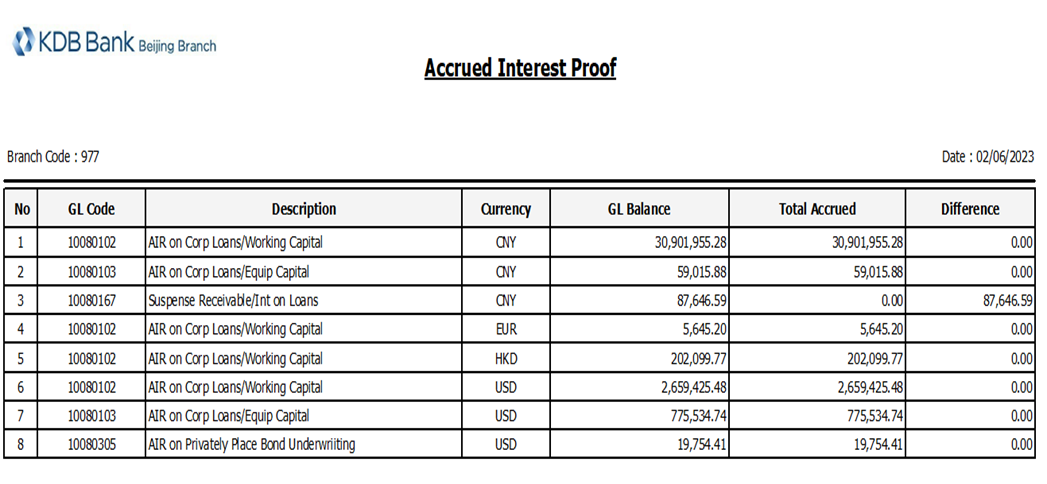 KDB Bank Beijing Branch
Accrued Interest Proof
Branch Code : 977 Date : 02/06/2023
No GL Code Description Currency GL Balance Total Accrued Difference
1 10080102 AIR on Corp Loans/Working Capital CNY 30,901,955.28 30,901,955.28 0.00
2 10080103 AIR on Corp Loans/Equip Capital CNY 59,015.88 59,015.88 0.00
3 10080167 Suspense Receivable/Int on Loans CNY 87,646.59 0.00 87,646.59
4 10080102 AIR on Corp Loans/Working Capital EUR 5,645.20 5,645.20 0.00
5 10080102 AIR on Corp Loans/Working Capital HKD 202,099.77 202,099.77 0.00
6 10080102 AIR on Corp Loans/Working Capital USD 2,659,425.48 2,659,425.48 0.00
7 10080103 AIR on Corp Loans/Equip Capital USD 775,534.74 775,534.74 0.00
8 10080305 AIR on Privately Place Bond Underwriiting USD 19,754.41 19,754.41 0.00